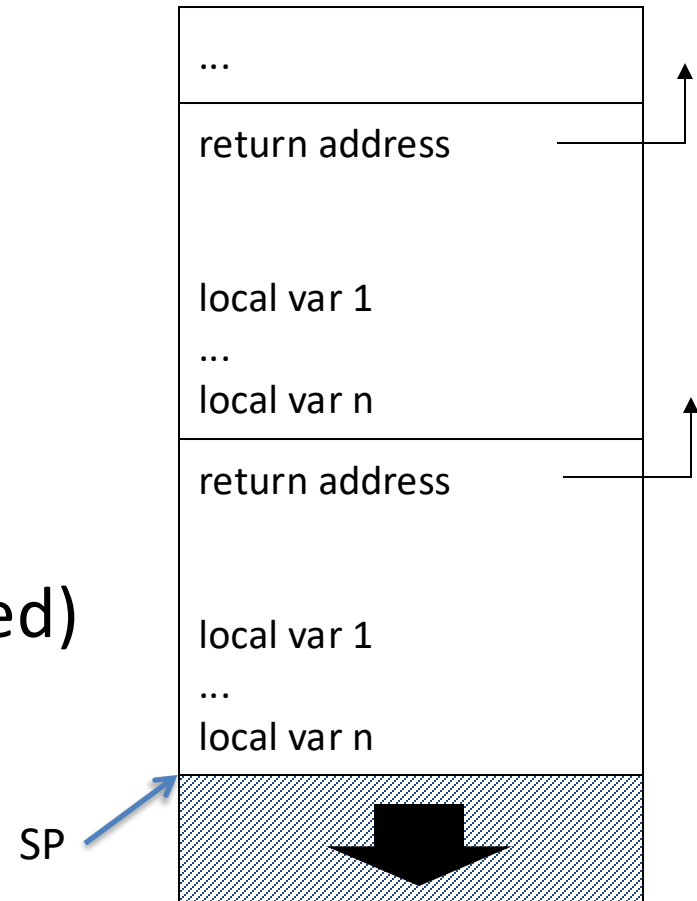 ...
return address
local var 1
...
local var n
return address
ed)
local var 1
...
local var n
SP